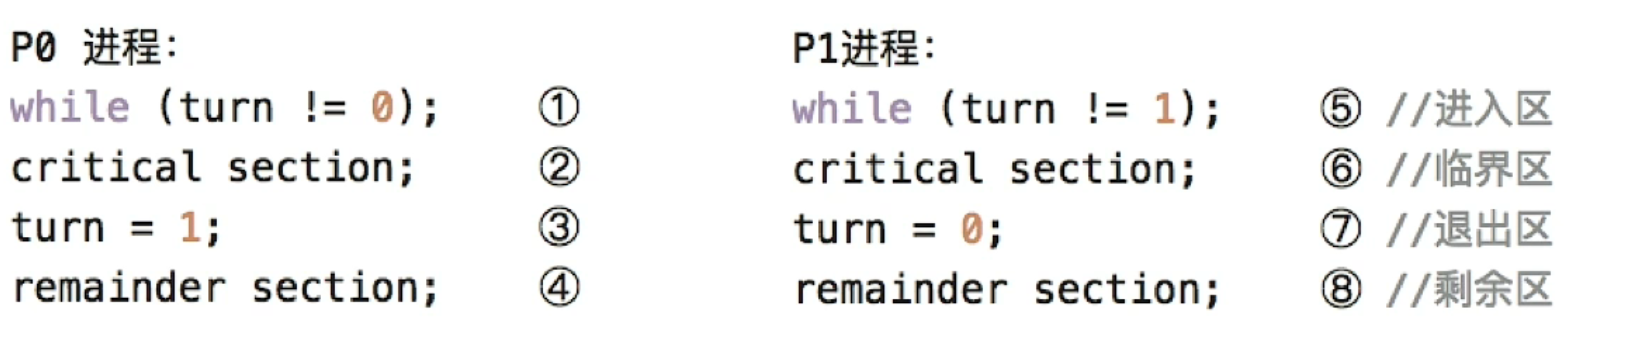 P0 进程：
while (turn != 0); ①
critical section; ②
turn = 1; ③
remainder section; ④
P1进程：
while (turn != 1); ⑤ //进入区
critical section; ⑥ //临界区
turn = 0; ⑦ //退出区
remainder section; ⑧ //剩余区